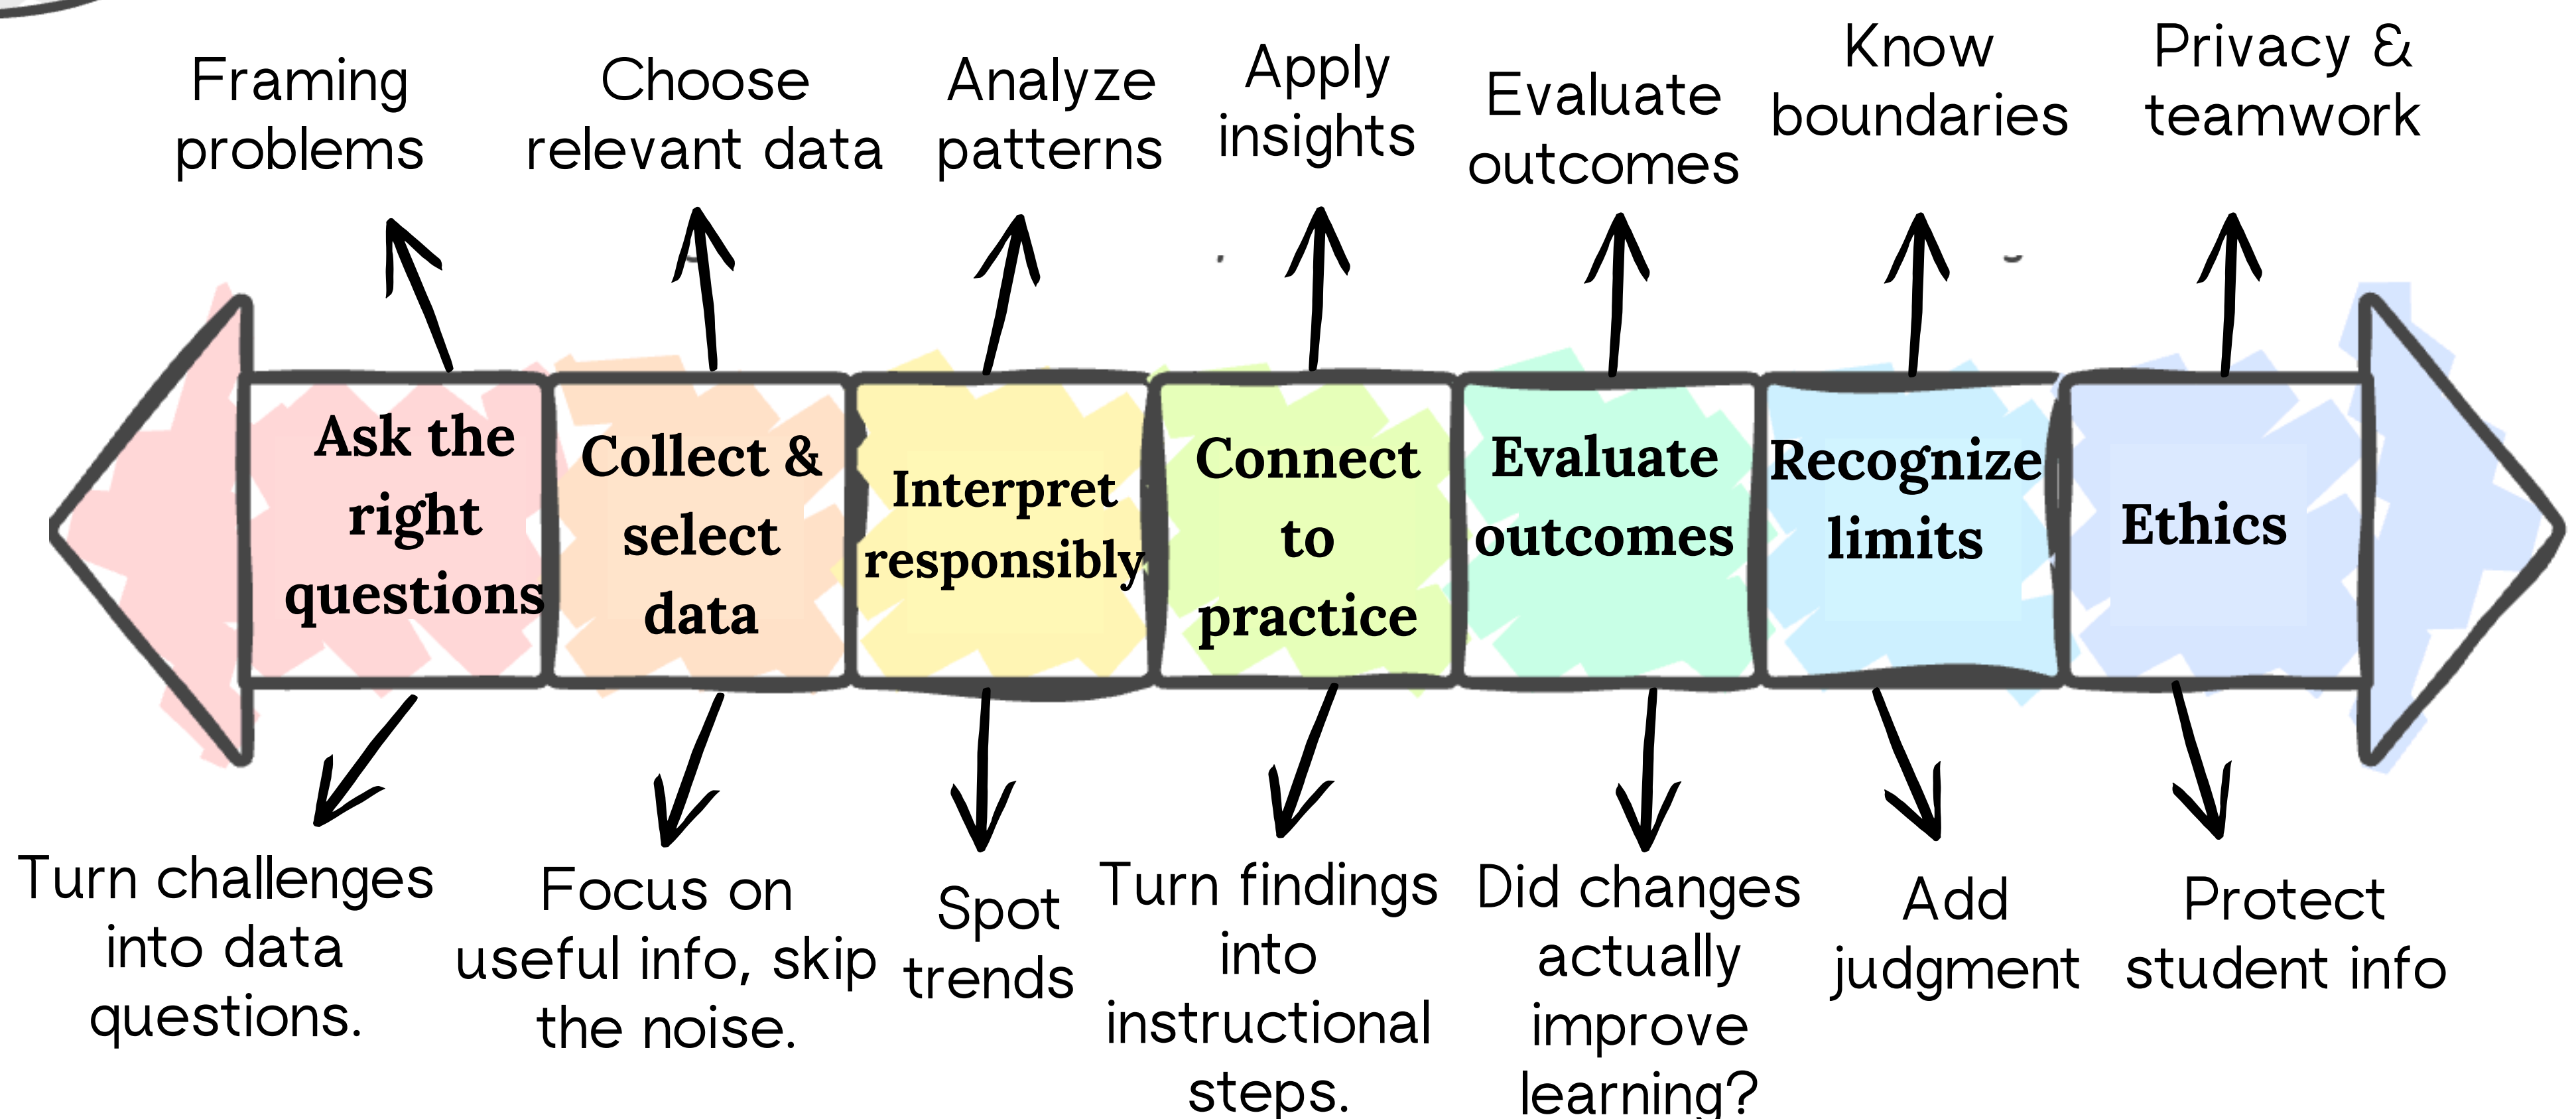 Framing
problems
Choose
relevant data
Analyze
patterns
Apply
insights
Evaluate
outcomes
Know
boundaries
Privacy &
teamwork
Ask the
right
questions
Collect &
select
data
Interpret
responsibly
Connect
to
practice
Evaluate
outcomes
Recognize
limits
Ethics
Turn challenges
into data
questions.
Focus on
useful info, skip
the noise.
Spot
trends
Turn findings
into
instructional
steps.
Did changes
actually
improve
learning?
Add
judgment
Protect
student info